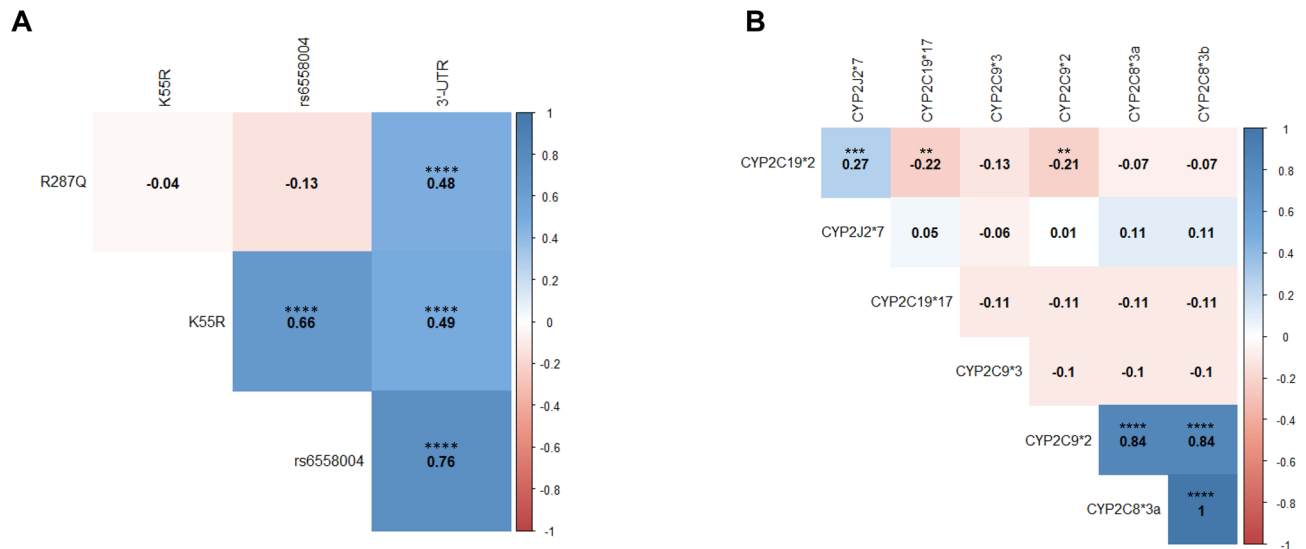 A
K55R
rs6558004
3'-UTR
R287Q
-0.04
-0.13
****
0.48
K55R
****
0.66
****
0.49
rs6558004
****
0.76
1
0.8
0.6
0.4
0.2
0
-0.2
-0.4
-0.6
-0.8
-1
B
CYP2J2*7
CYP2C19*17
CYP2C9*3
CYP2C9*2
CYP2C8*3a
CYP2C8*3b
CYP2C19*2
***
0.27
**
-0.22
-0.13
**
-0.21
-0.07
-0.07
CYP2J2*7
0.05
-0.06
0.01
0.11
0.11
CYP2C19*17
-0.11
-0.11
-0.11
-0.11
CYP2C9*3
-0.1
-0.1
-0.1
CYP2C9*2
****
0.84
****
0.84
CYP2C8*3a
****
1
1
0.8
0.6
0.4
0.2
0
-0.2
-0.4
-0.6
-0.8
-1